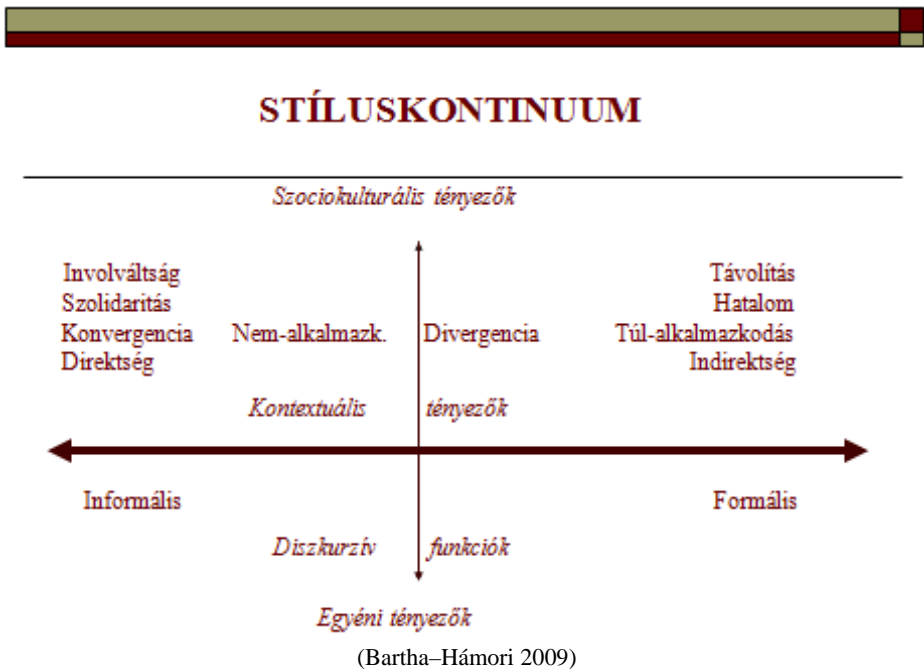 STÍLUSKONTINUUM
Szociokulturális tényezők
Involváltság Távolítás
Szolidaritás Hatalom
Konvergencia Nem-alkalmazk. Divergencia Túl-alkalmazkodás
Direktség Indirektség
Kontextuális tényezők
Informális Formális
Diszkurzív funkciók
Egyéni tényezők
(Bartha–Hámori 2009)